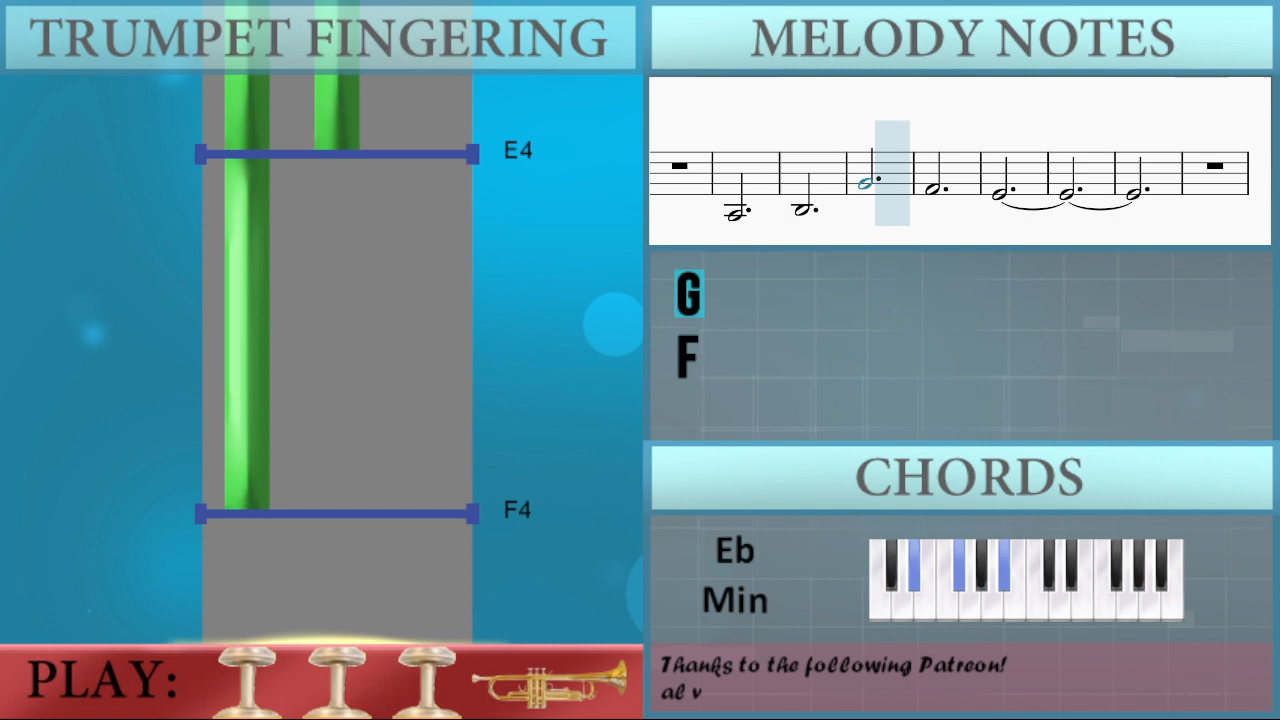 TRUMPET FINGERING
E4
F4
PLAY:
MELODY NOTES
G
F
CHORDS
Eb
Min
Thanks to the following Patreon!
al v